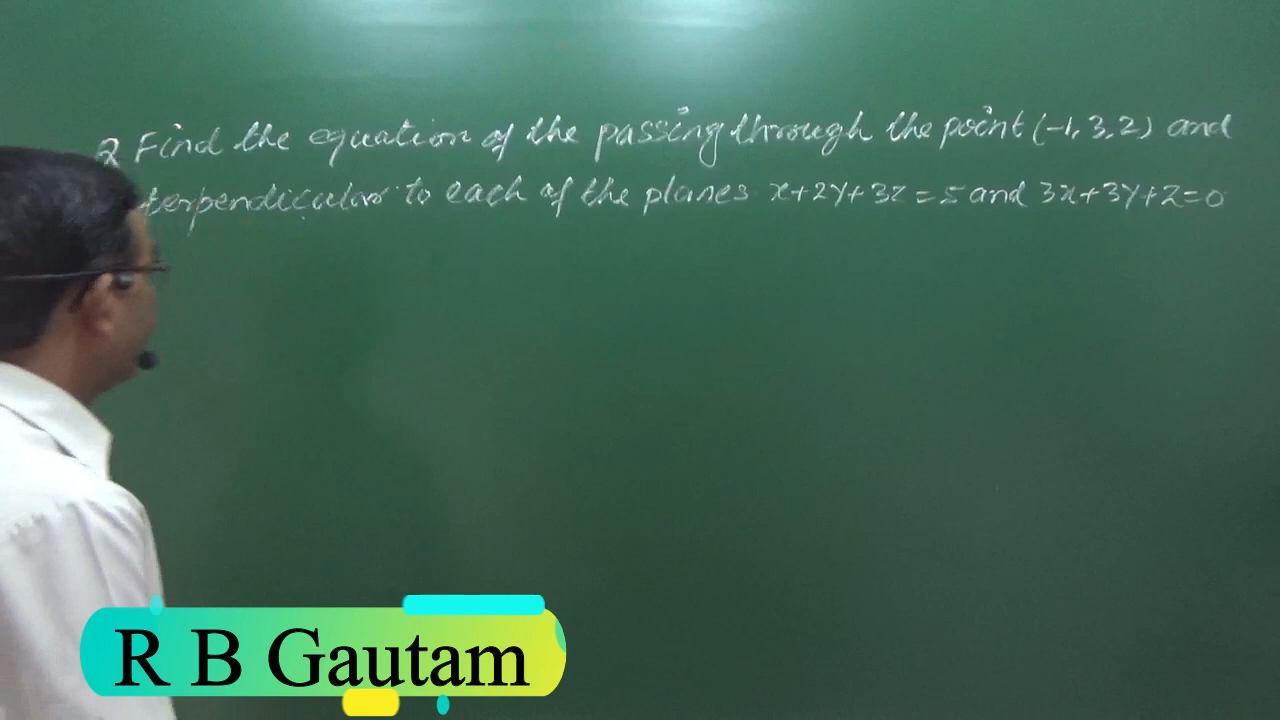 Q Find the equation of the passing through the point (-1, 3, 2) and
perpendicular to each of the planes x+2y+3z=5 and 3x+3y+z=0
R B Gautam